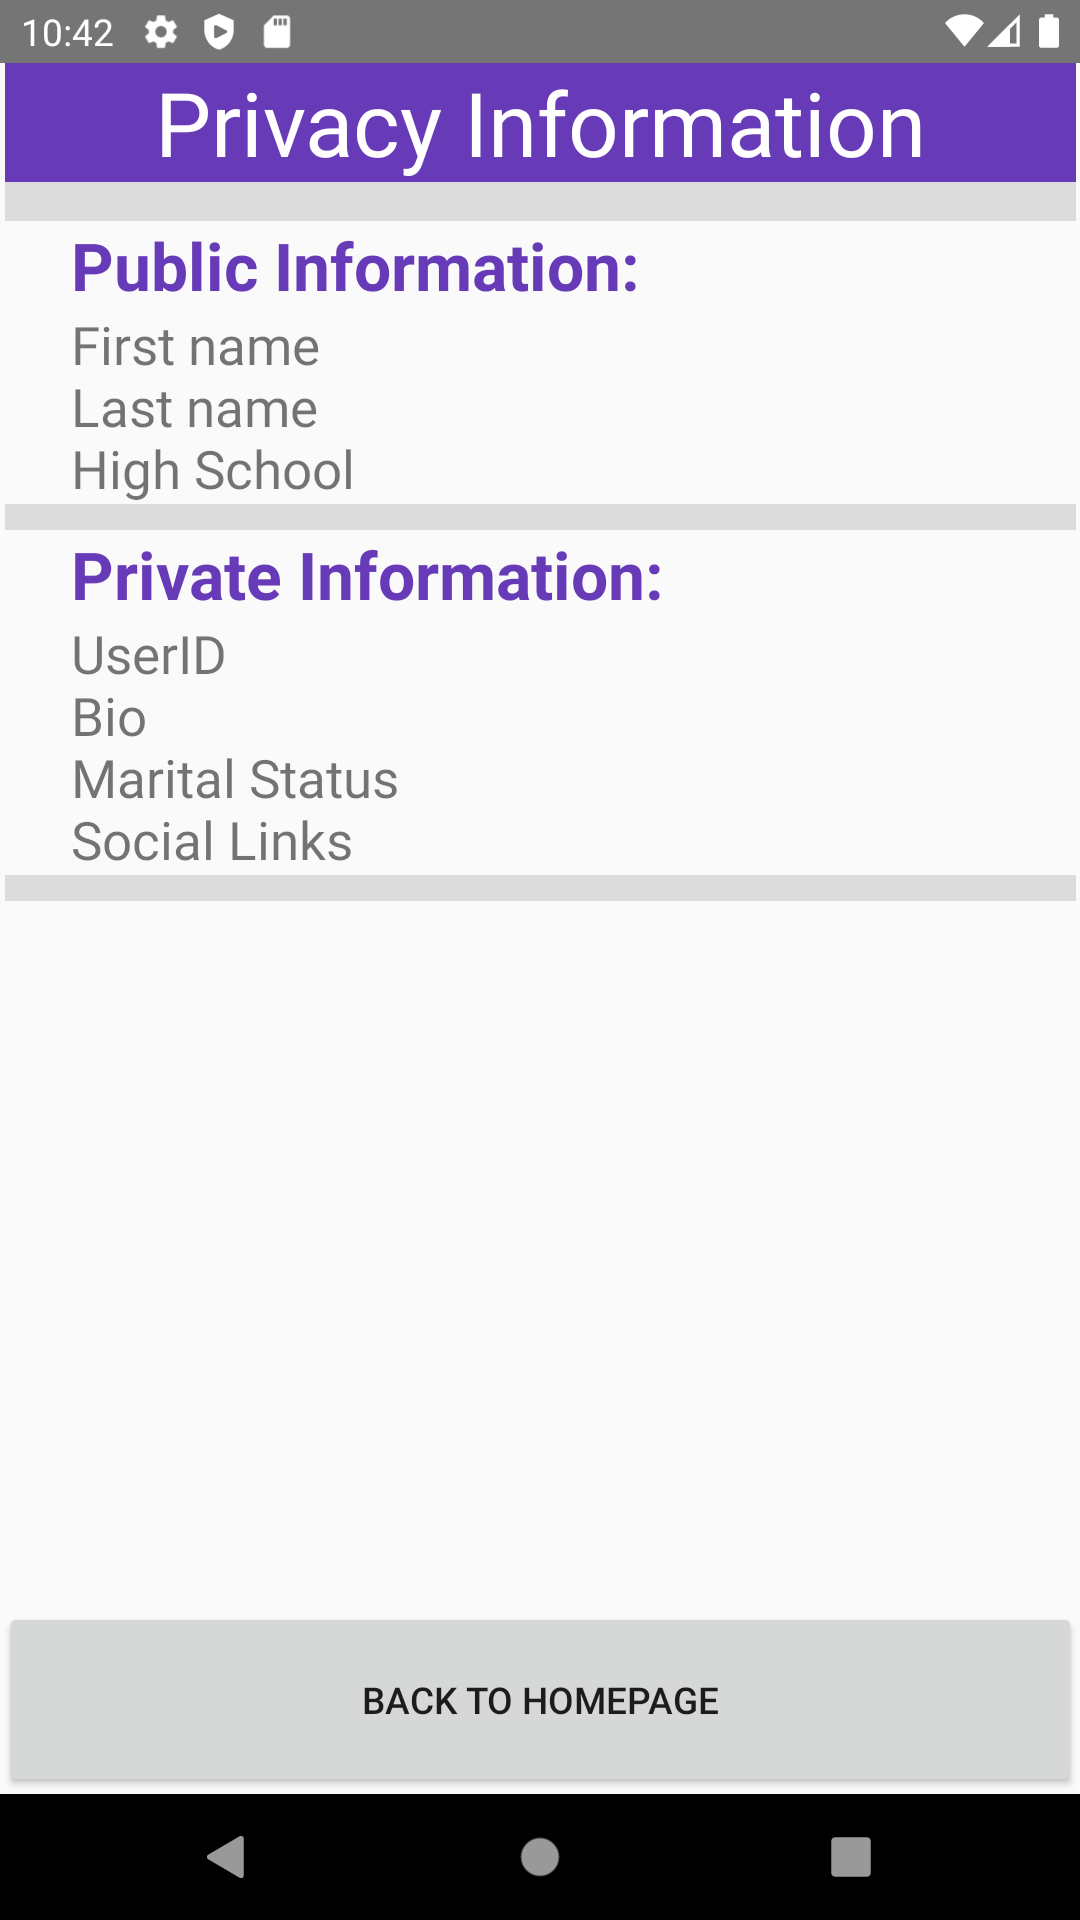 10:42
Privacy Information
Public Information:
First name
Last name
High School
Private Information:
UserID
Bio
Marital Status
Social Links
BACK TO HOMEPAGE